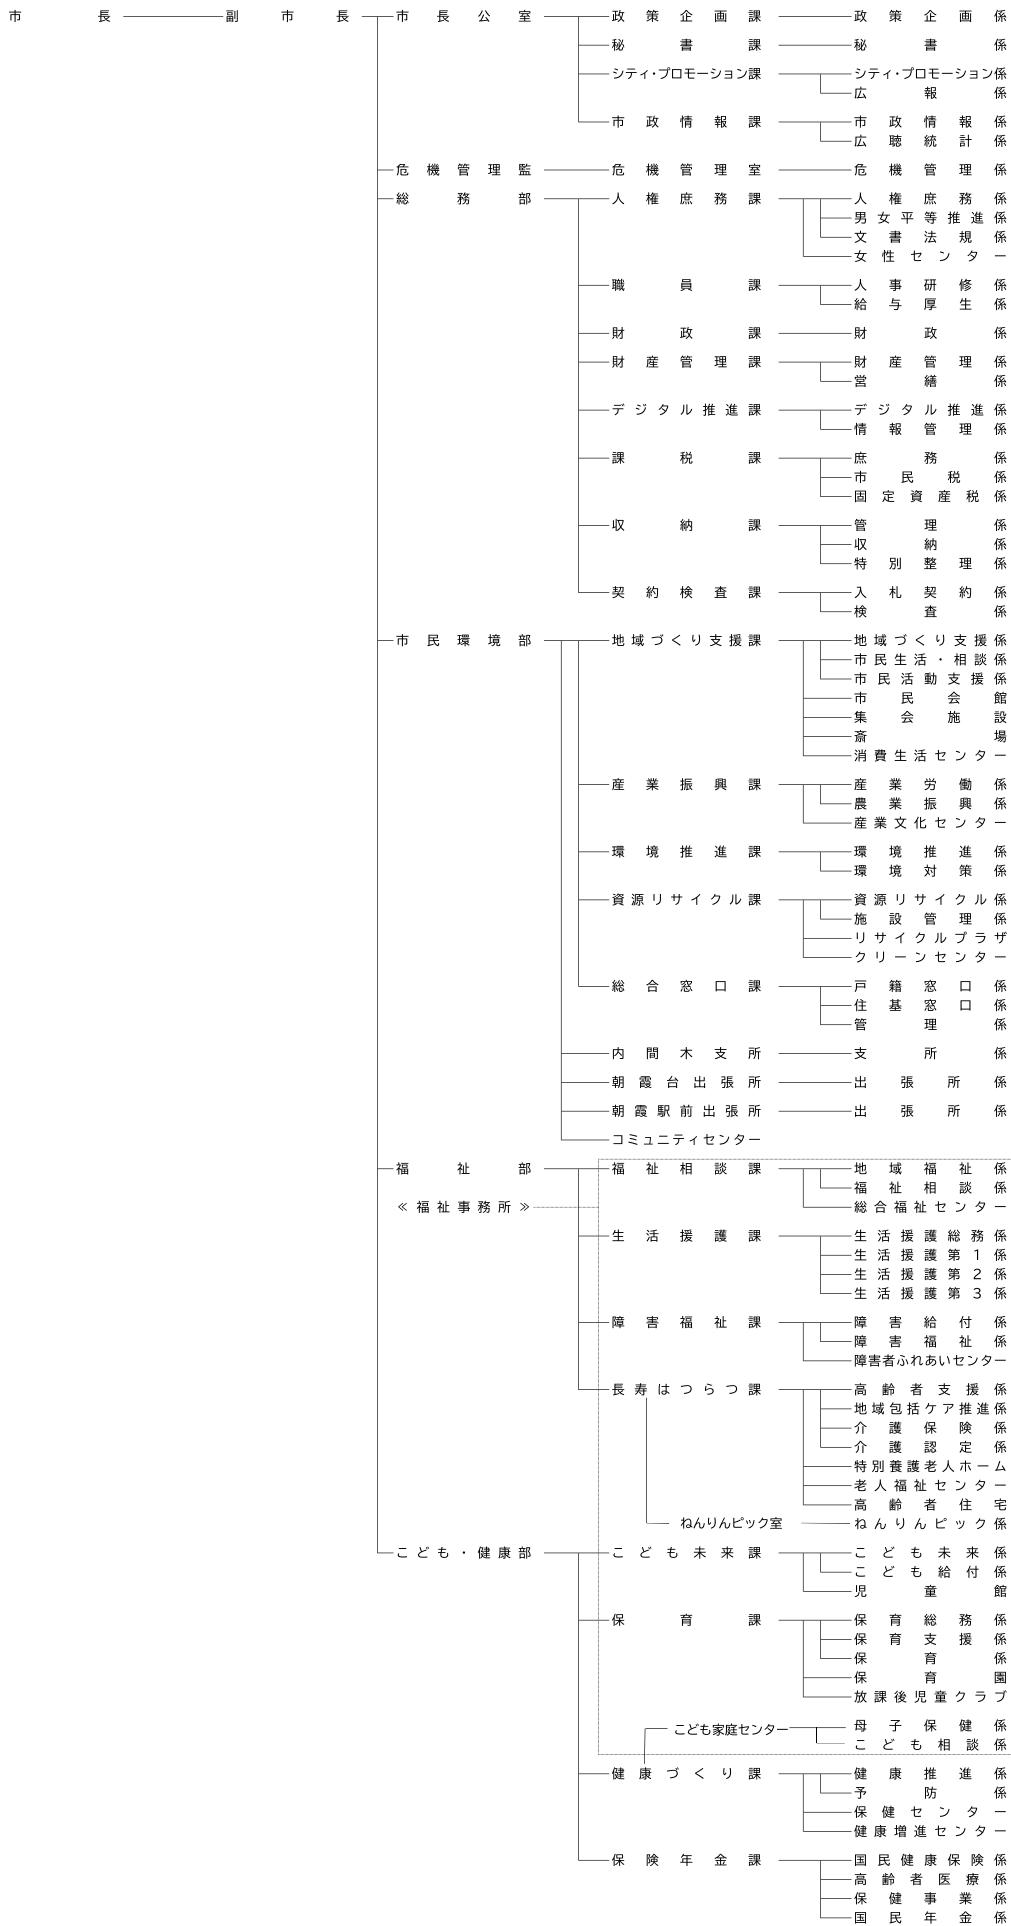 市長 副市長 市長公室 政策企画課 政策企画係
秘書課 秘書係
シティ・プロモーション課 シティ・プロモーション係
広報係
市政情報課 市政情報係
広聴統計係
危機管理監 危機管理室 危機管理係
総務部 人権庶務課 人権庶務係
男女平等推進係
文書法規係
女性センター
職員課 人事研修係
給与厚生係
財政課 財政係
財産管理課 財産管理係
営繕係
デジタル推進課 デジタル推進係
情報管理係
課税課 庶務係
市民税係
固定資産税係
収納課 管理係
収納係
特別整理係
契約検査課 入札契約係
検査係
市民環境部 地域づくり支援課 地域づくり支援係
市民生活・相談係
市民活動支援係
市民会館
集会施設
斎場
消費生活センター
産業振興課 産業労働係
農業振興係
産業文化センター
環境推進課 環境推進係
環境対策係
資源リサイクル課 資源リサイクル係
施設管理係
リサイクルプラザ
クリーンセンター
総合窓口課 戸籍窓口係
住基窓口係
管理係
内間木支所 支所係
朝霞台出張所 出張所係
朝霞駅前出張所 出張所係
コミュニティセンター
福祉部 福祉相談課 地域福祉係
福祉相談係
≪福祉事務所≫ 総合福祉センター
生活援護課 生活援護総務係
生活援護第1係
生活援護第2係
生活援護第3係
障害福祉課 障害給付係
障害福祉係
障害者ふれあいセンター
長寿はつらつ課 高齢者支援係
地域包括ケア推進係
介護保険係
介護認定係
特別養護老人ホーム
老人福祉センター
高齢者住宅
ねんりんピック室 ねんりんピック係
こども・健康部 こども未来課 こども未来係
こども給付係
児童館
保育課 保育総務係
保育支援係
保育係
保育園
放課後児童クラブ
こども家庭センター 母子保健係
こども相談係
健康づくり課 健康推進係
予防係
保健センター
健康増進センター
保険年金課 国民健康保険係
高齢者医療係
保健事業係
国民年金係